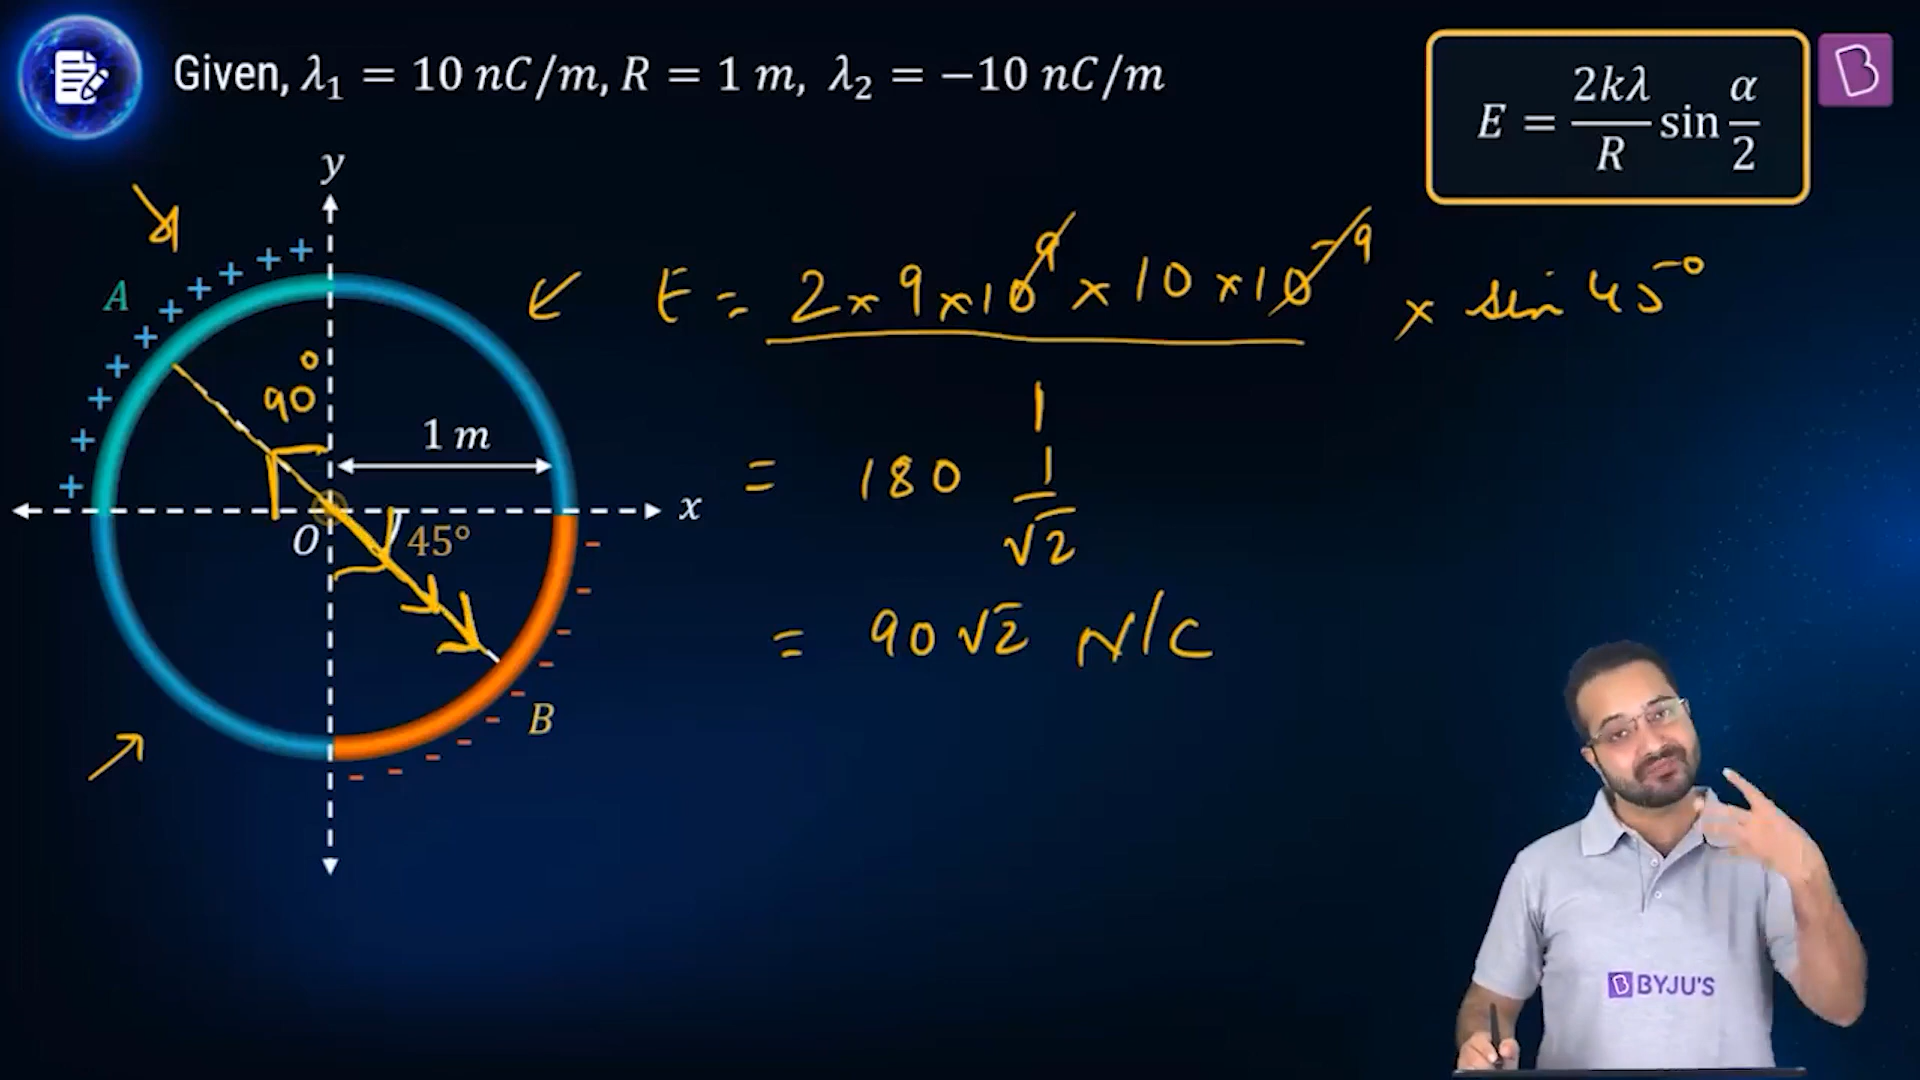 Given, λ₁ = 10 nC/m, R = 1 m, λ₂ = −10 nC/m
E = 2kλ/R sin α/2
y
A
+ + + + + + + + + + +
90°
1 m
x
O
45°
B
- - - - - - - - - -
E = 2 × 9 × 10⁹ × 10 × 10⁻⁹ / 1 × sin 45°
= 180 1/√2
= 90 √2 N/C
BYJU'S